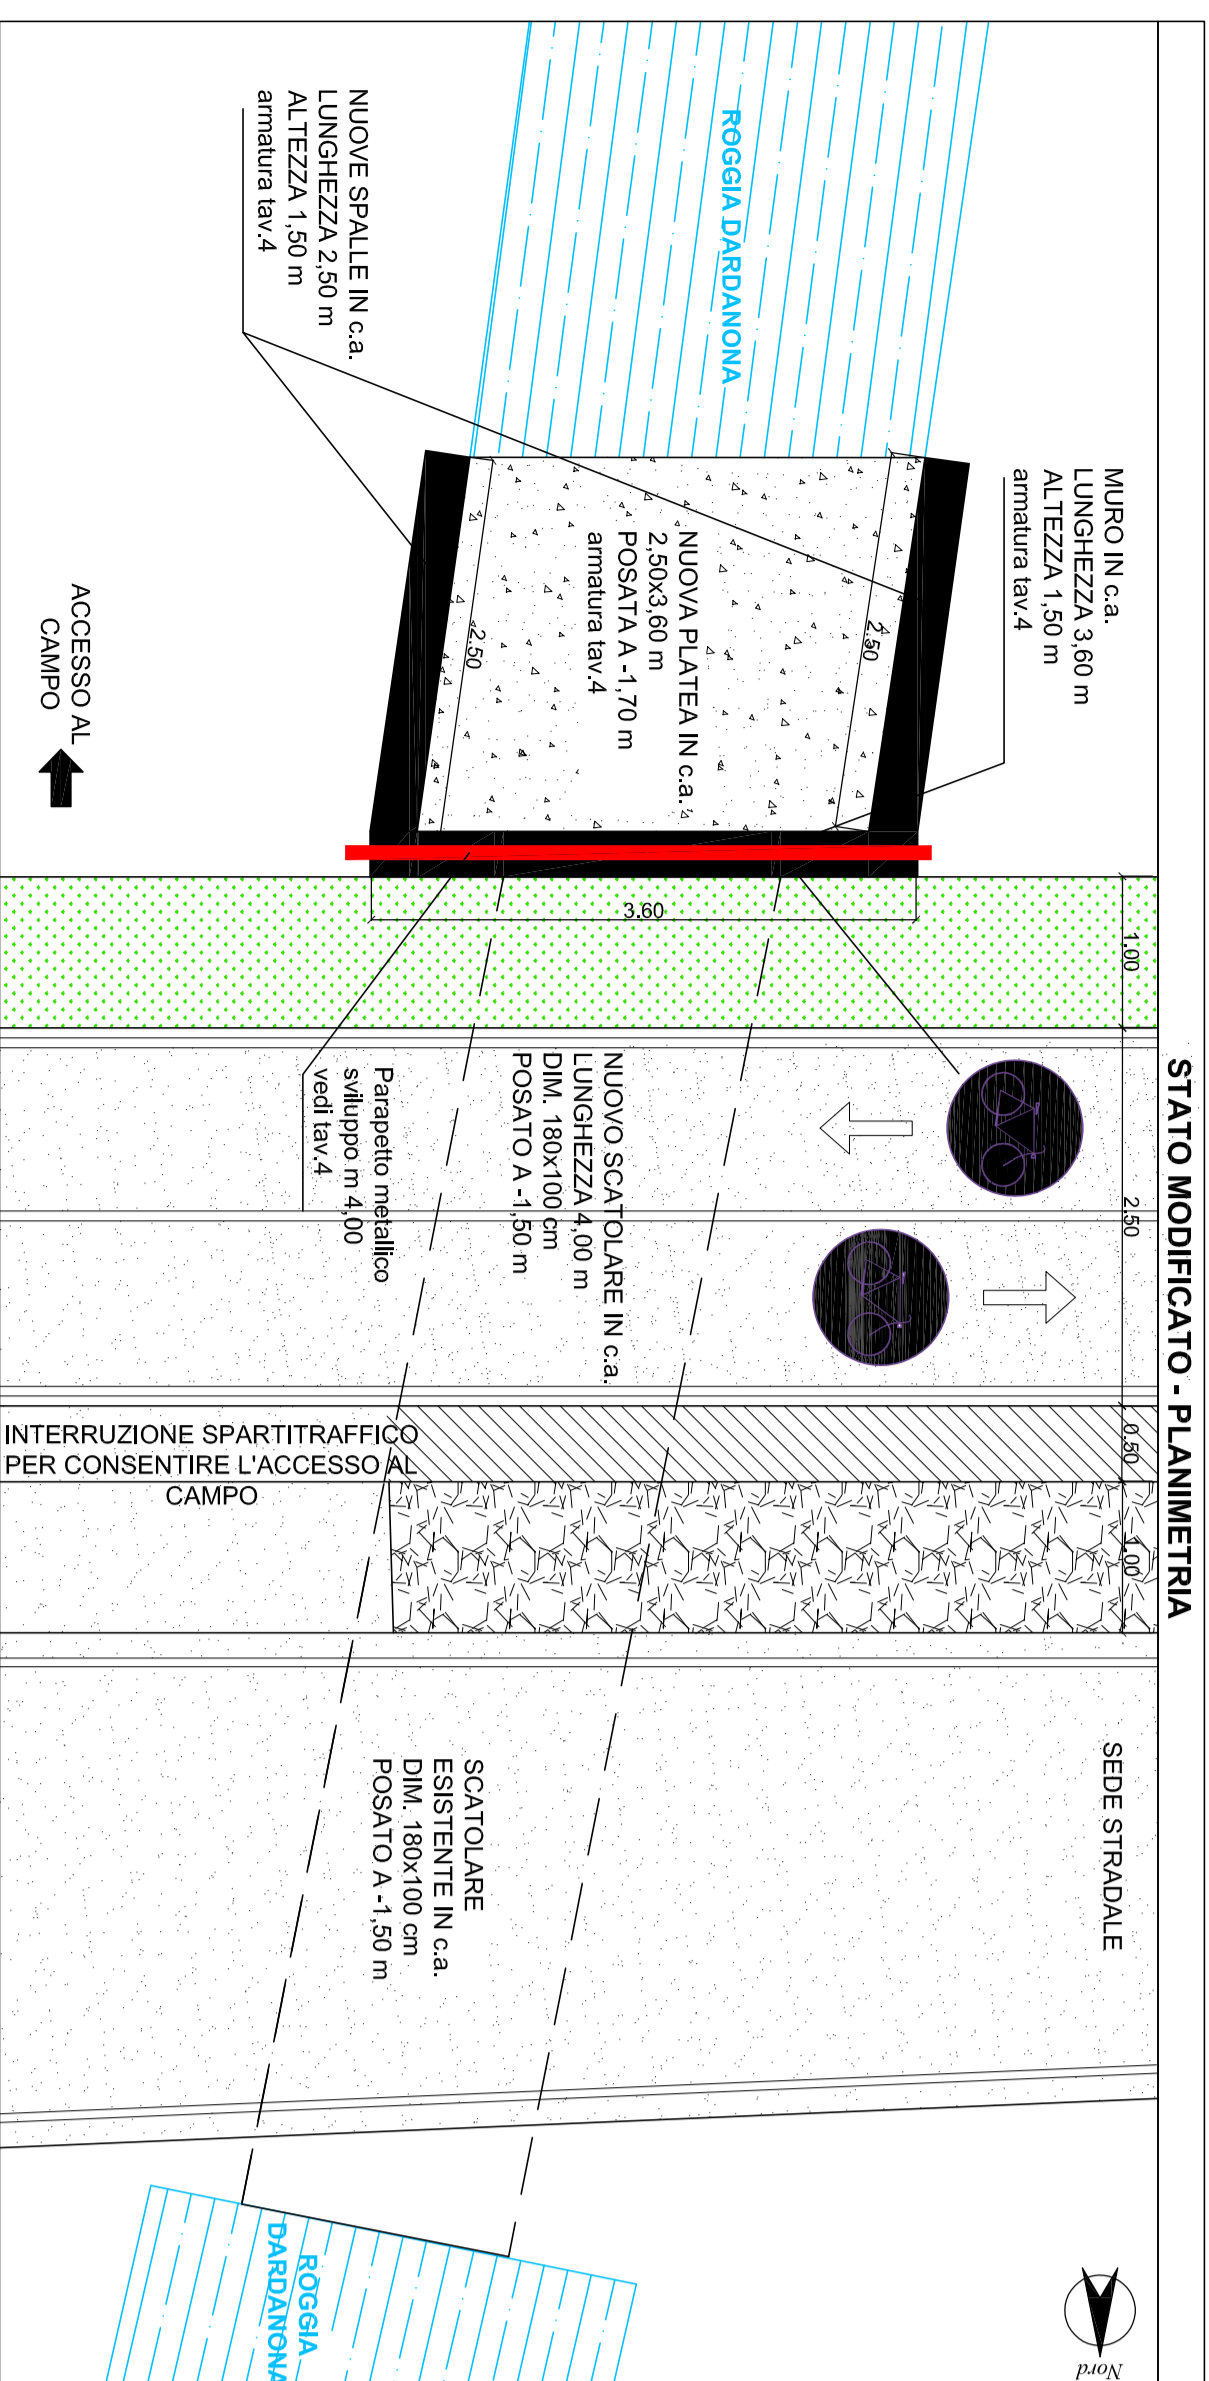 STATO MODIFICATO - PLANIMETRIA
ROGGIA DARDANONA
NUOVE SPALLE IN c.a.
LUNGHEZZA 2,50 m
ALTEZZA 1,50 m
armatura tav.4
MURO IN c.a.
LUNGHEZZA 3,60 m
ALTEZZA 1,50 m
armatura tav.4
2.50
NUOVA PLATEA IN c.a.
2,50x3,60 m
POSATA A -1,70 m
armatura tav.4
2.50
ACCESSO AL
CAMPO
3.60
1.00
2.50
0.50
1.00
NUOVO SCATOLARE IN c.a.
LUNGHEZZA 4,00 m
DIM. 180x100 cm
POSATO A -1,50 m
Parapetto metallico
sviluppo m 4,00
vedi tav.4
INTERRUZIONE SPARTITRAFFICO
PER CONSENTIRE L'ACCESSO AL
CAMPO
SEDE STRADALE
SCATOLARE
ESISTENTE IN c.a.
DIM. 180x100 cm
POSATO A -1,50 m
ROGGIA
DARDANONA
Nord